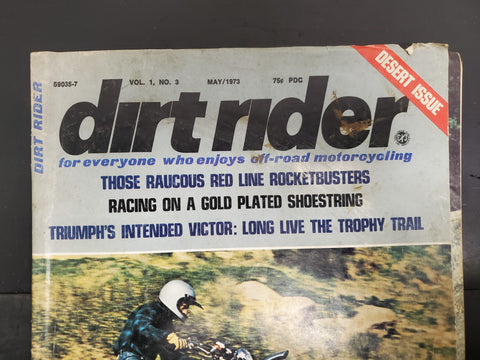 59035-7 VOL. 1, NO. 3 MAY/1973 75¢ PDC
DESERT ISSUE
DIRT RIDER
dirt rider
for everyone who enjoys off-road motorcycling
THOSE RAUCOUS RED LINE ROCKETBUSTERS
RACING ON A GOLD PLATED SHOESTRING
TRIUMPH'S INTENDED VICTOR: LONG LIVE THE TROPHY TRAIL